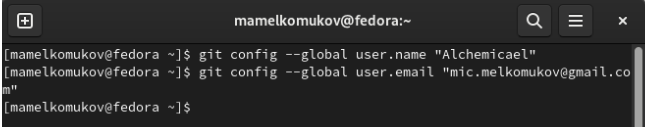 mamelkomukov@fedora:~
[mamelkomukov@fedora ~]$ git config --global user.name "Alchemicael"
[mamelkomukov@fedora ~]$ git config --global user.email "mic.melkomukov@gmail.co
m"
[mamelkomukov@fedora ~]$